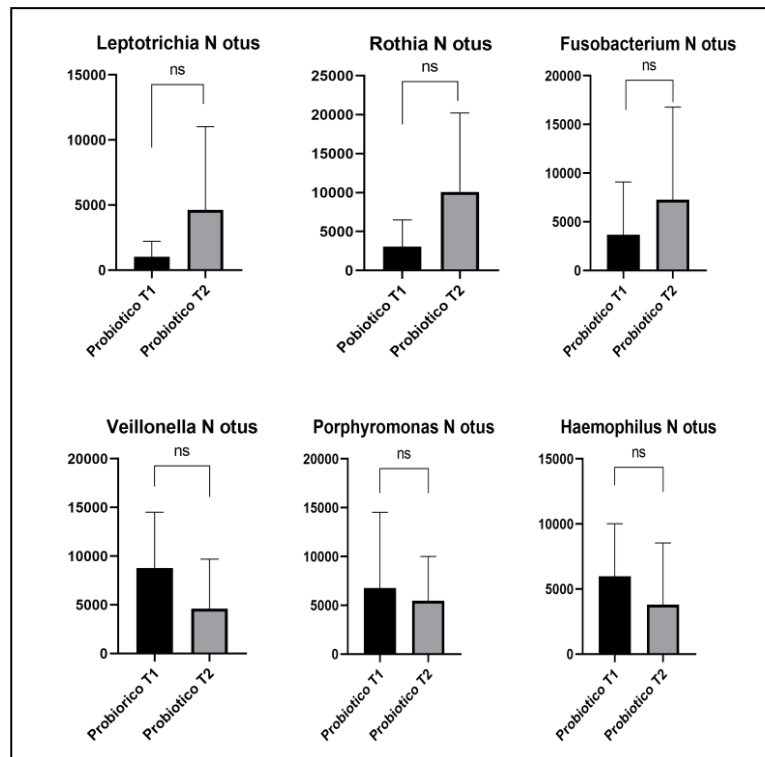 Leptotrichia N otus
ns
15000
10000
5000
0
Probiotico T1
Probiotico T2
Rothia N otus
ns
25000
20000
15000
10000
5000
0
Pobiotico T1
Probiotico T2
Fusobacterium N otus
ns
20000
15000
10000
5000
0
Probiotico T1
Probiotico T2
Veillonella N otus
ns
20000
15000
10000
5000
0
Probiorico T1
Probiotico T2
Porphyromonas N otus
ns
20000
15000
10000
5000
0
Probiotico T1
Probiotico T2
Haemophilus N otus
ns
15000
10000
5000
0
Probiotico T1
Probiotico T2